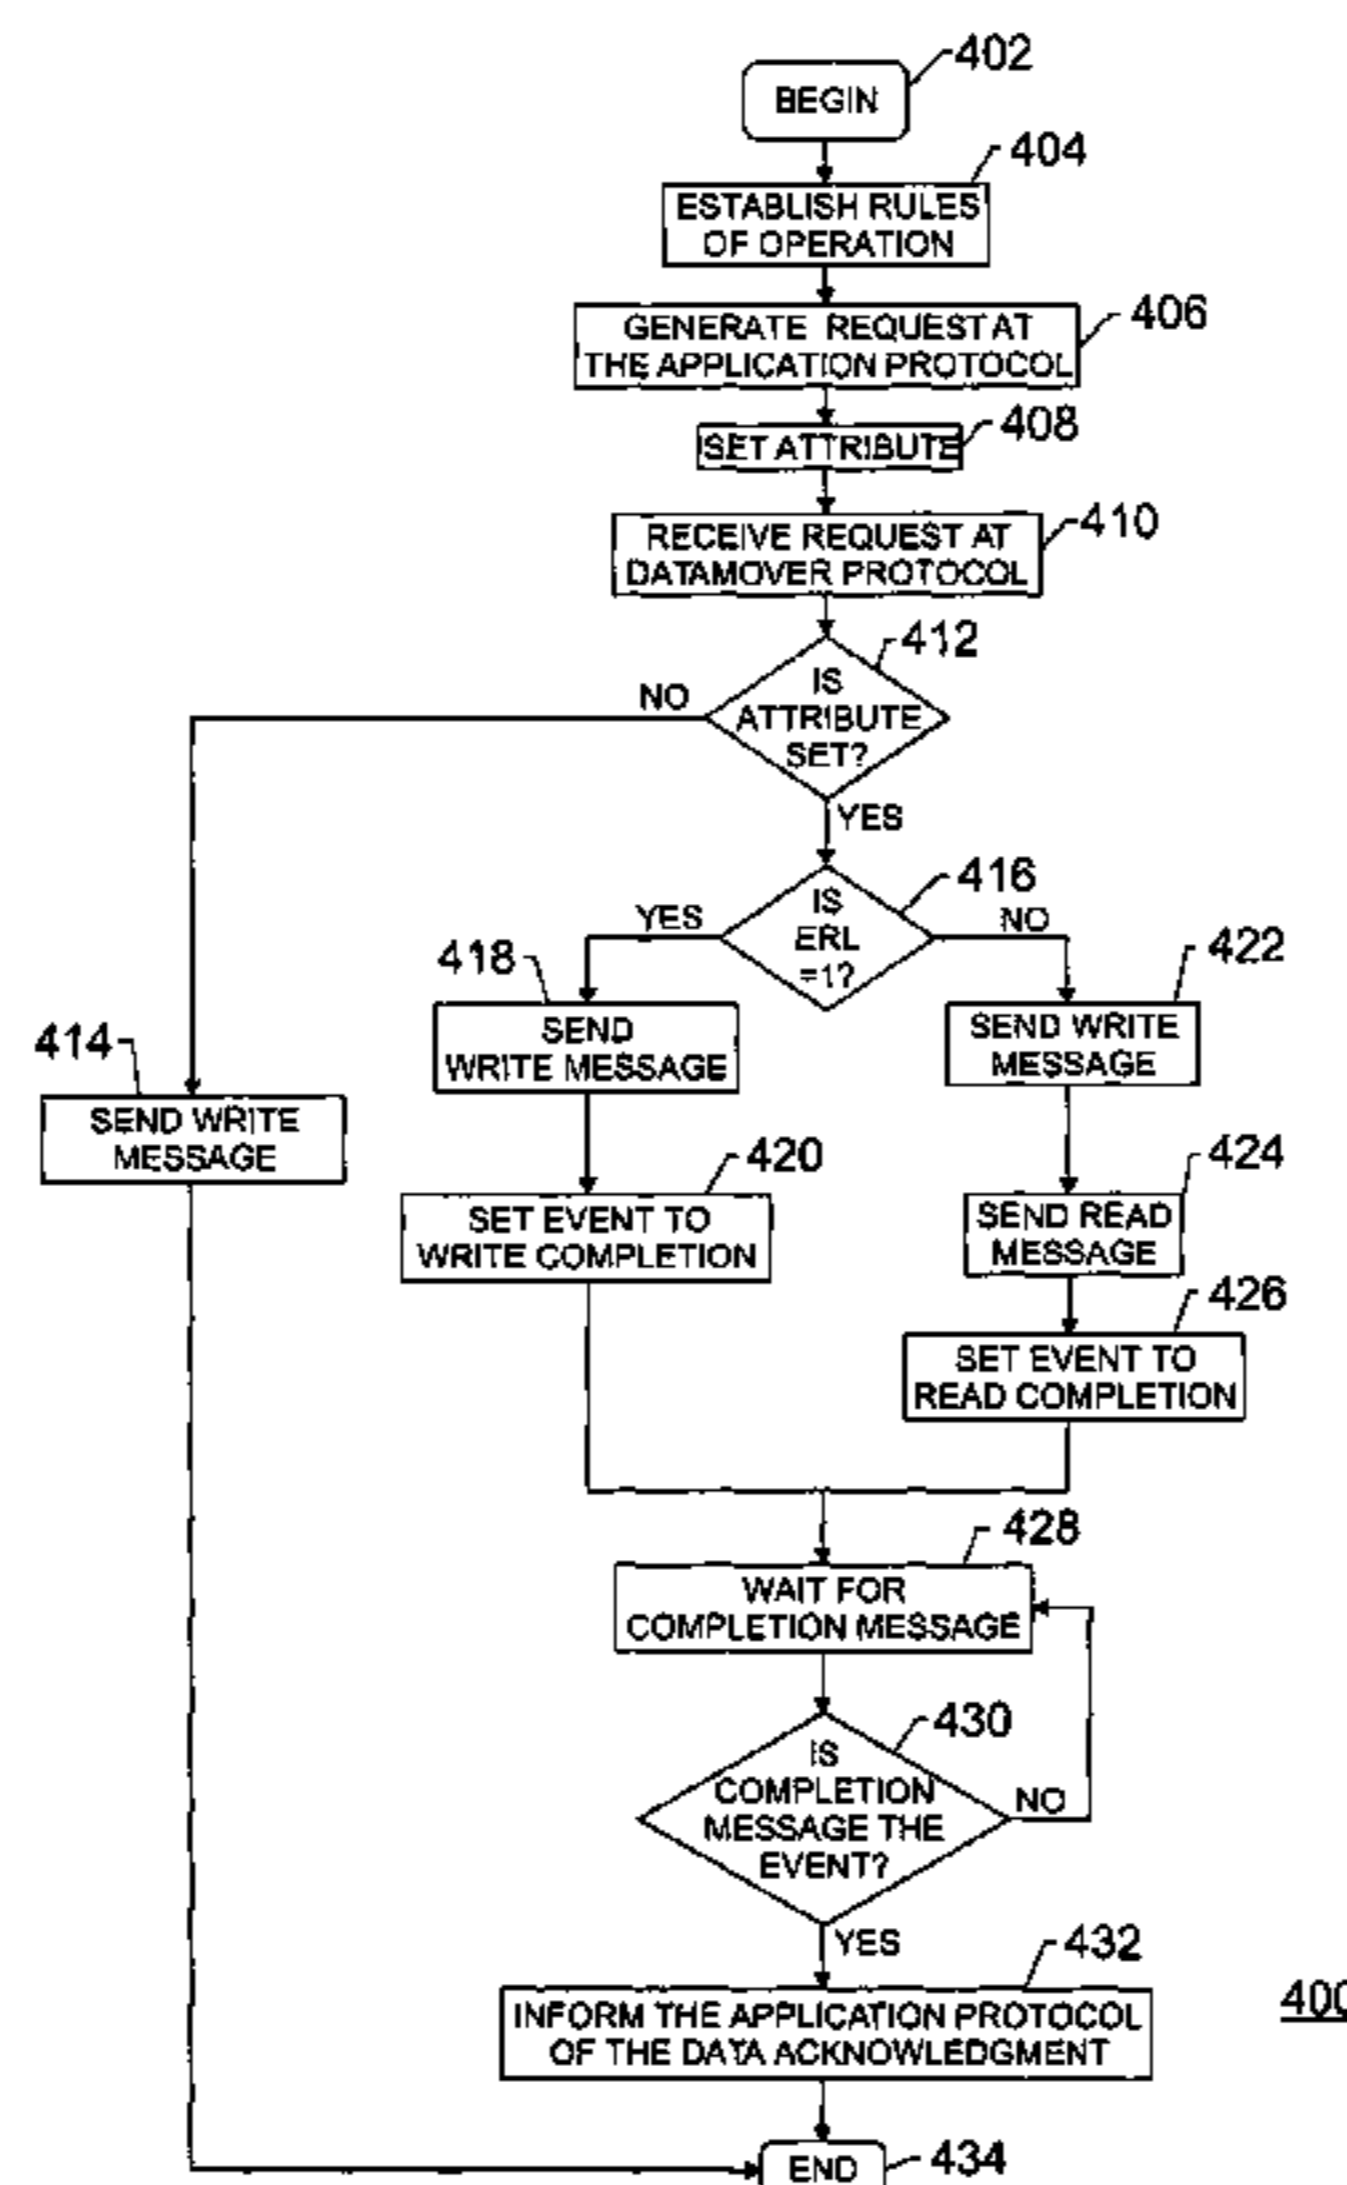 402
BEGIN
404
ESTABLISH RULES
OF OPERATION
406
GENERATE REQUEST AT
THE APPLICATION PROTOCOL
408
SET ATTRIBUTE
410
RECEIVE REQUEST AT
DATAMOVER PROTOCOL
412
IS
ATTRIBUTE
SET?
NO
YES
416
IS
ERL
=1?
YES
NO
418
SEND
WRITE MESSAGE
422
SEND WRITE
MESSAGE
414
SEND WRITE
MESSAGE
420
SET EVENT TO
WRITE COMPLETION
424
SEND READ
MESSAGE
426
SET EVENT TO
READ COMPLETION
428
WAIT FOR
COMPLETION MESSAGE
430
IS
COMPLETION
MESSAGE THE
EVENT?
NO
YES
432
INFORM THE APPLICATION PROTOCOL
OF THE DATA ACKNOWLEDGMENT
400
END
434